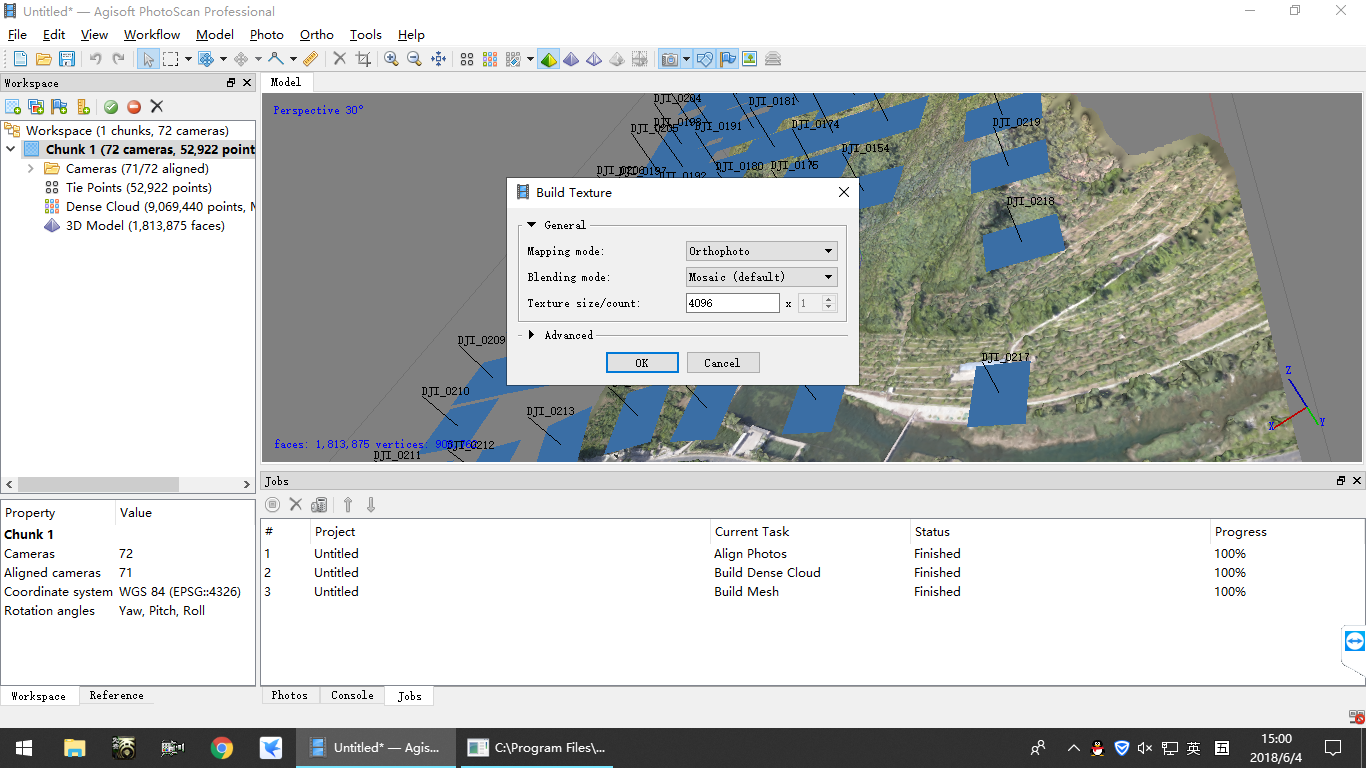 Untitled* — Agisoft PhotoScan Professional
File Edit View Workflow Model Photo Ortho Tools Help
Workspace
Workspace (1 chunks, 72 cameras)
Chunk 1 (72 cameras, 52,922 point
Cameras (71/72 aligned)
Tie Points (52,922 points)
Dense Cloud (9,069,440 points, M
3D Model (1,813,875 faces)
Property Value
Chunk 1
Cameras 72
Aligned cameras 71
Coordinate system WGS 84 (EPSG::4326)
Rotation angles Yaw, Pitch, Roll
Workspace Reference
Model
Perspective 30°
DJI_0204
DJI_0181
DJI_0205
DJI_0191
DJI_0174
DJI_0219
DJI_0154
DJI_0206
DJI_0197
DJI_0192
DJI_0180
DJI_0175
DJI_0218
DJI_0209
DJI_0217
DJI_0210
DJI_0213
DJI_0212
DJI_0211
faces: 1,813,875 vertices:
Z
X
Y
Build Texture
General
Mapping mode: Orthophoto
Blending mode: Mosaic (default)
Texture size/count: 4096 x 1
Advanced
OK Cancel
Jobs
# Project Current Task Status Progress
1 Untitled Align Photos Finished 100%
2 Untitled Build Dense Cloud Finished 100%
3 Untitled Build Mesh Finished 100%
Photos Console Jobs
Untitled* — Agis...
C:\Program Files\...
英
五
15:00
2018/6/4